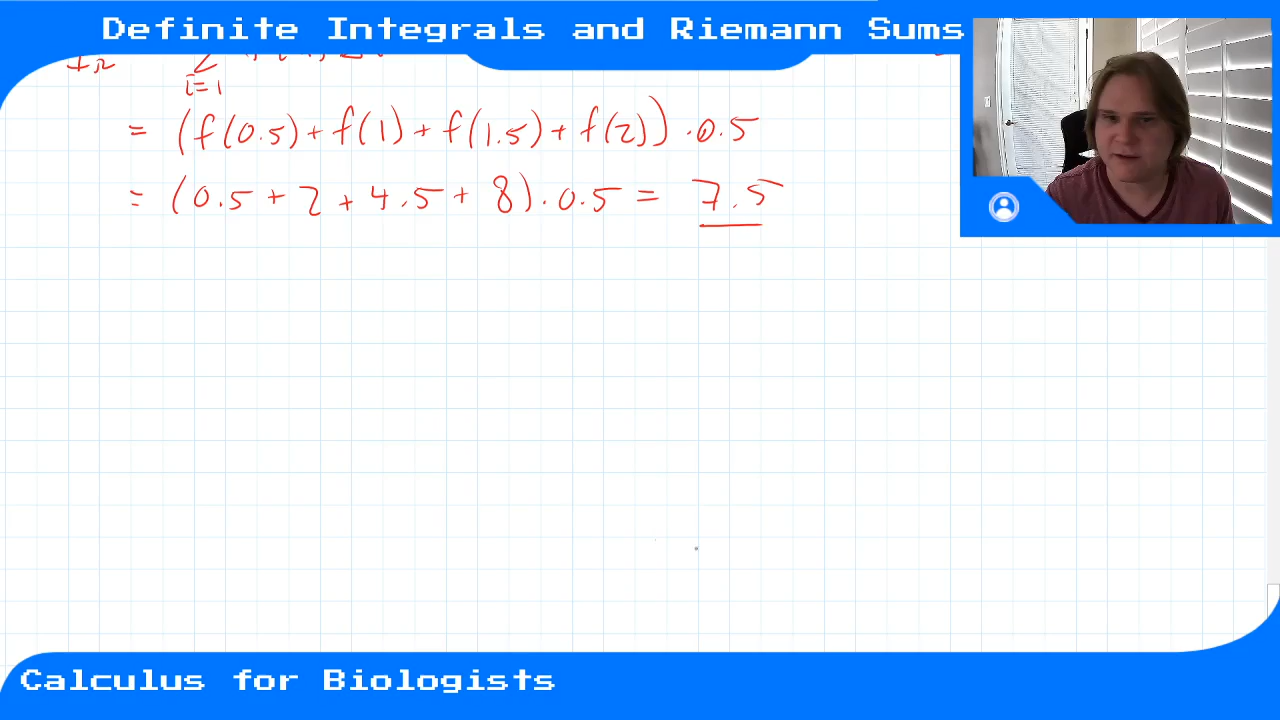 Definite Integrals and Riemann Sums
i=1
= (f(0.5) + f(1) + f(1.5) + f(2)) · 0.5
= (0.5 + 2 + 4.5 + 8) · 0.5 = 7.5
Calculus for Biologists